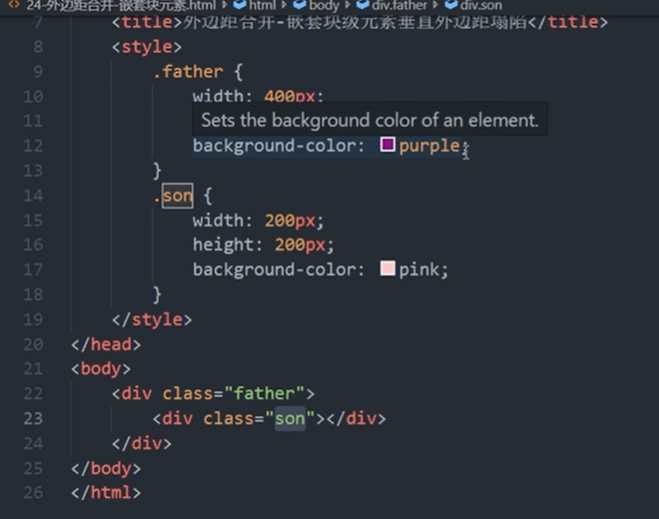 24-外边距合并-嵌套块元素.html > html > body > div.father > div.son
7 <title>外边距合并-嵌套块级元素垂直外边距塌陷</title>
8 <style>
9 .father {
10 width: 400px;
11 Sets the background color of an element.
12 background-color: purple;
13 }
14 .son {
15 width: 200px;
16 height: 200px;
17 background-color: pink;
18 }
19 </style>
20 </head>
21 <body>
22 <div class="father">
23 <div class="son"></div>
24 </div>
25 </body>
26 </html>